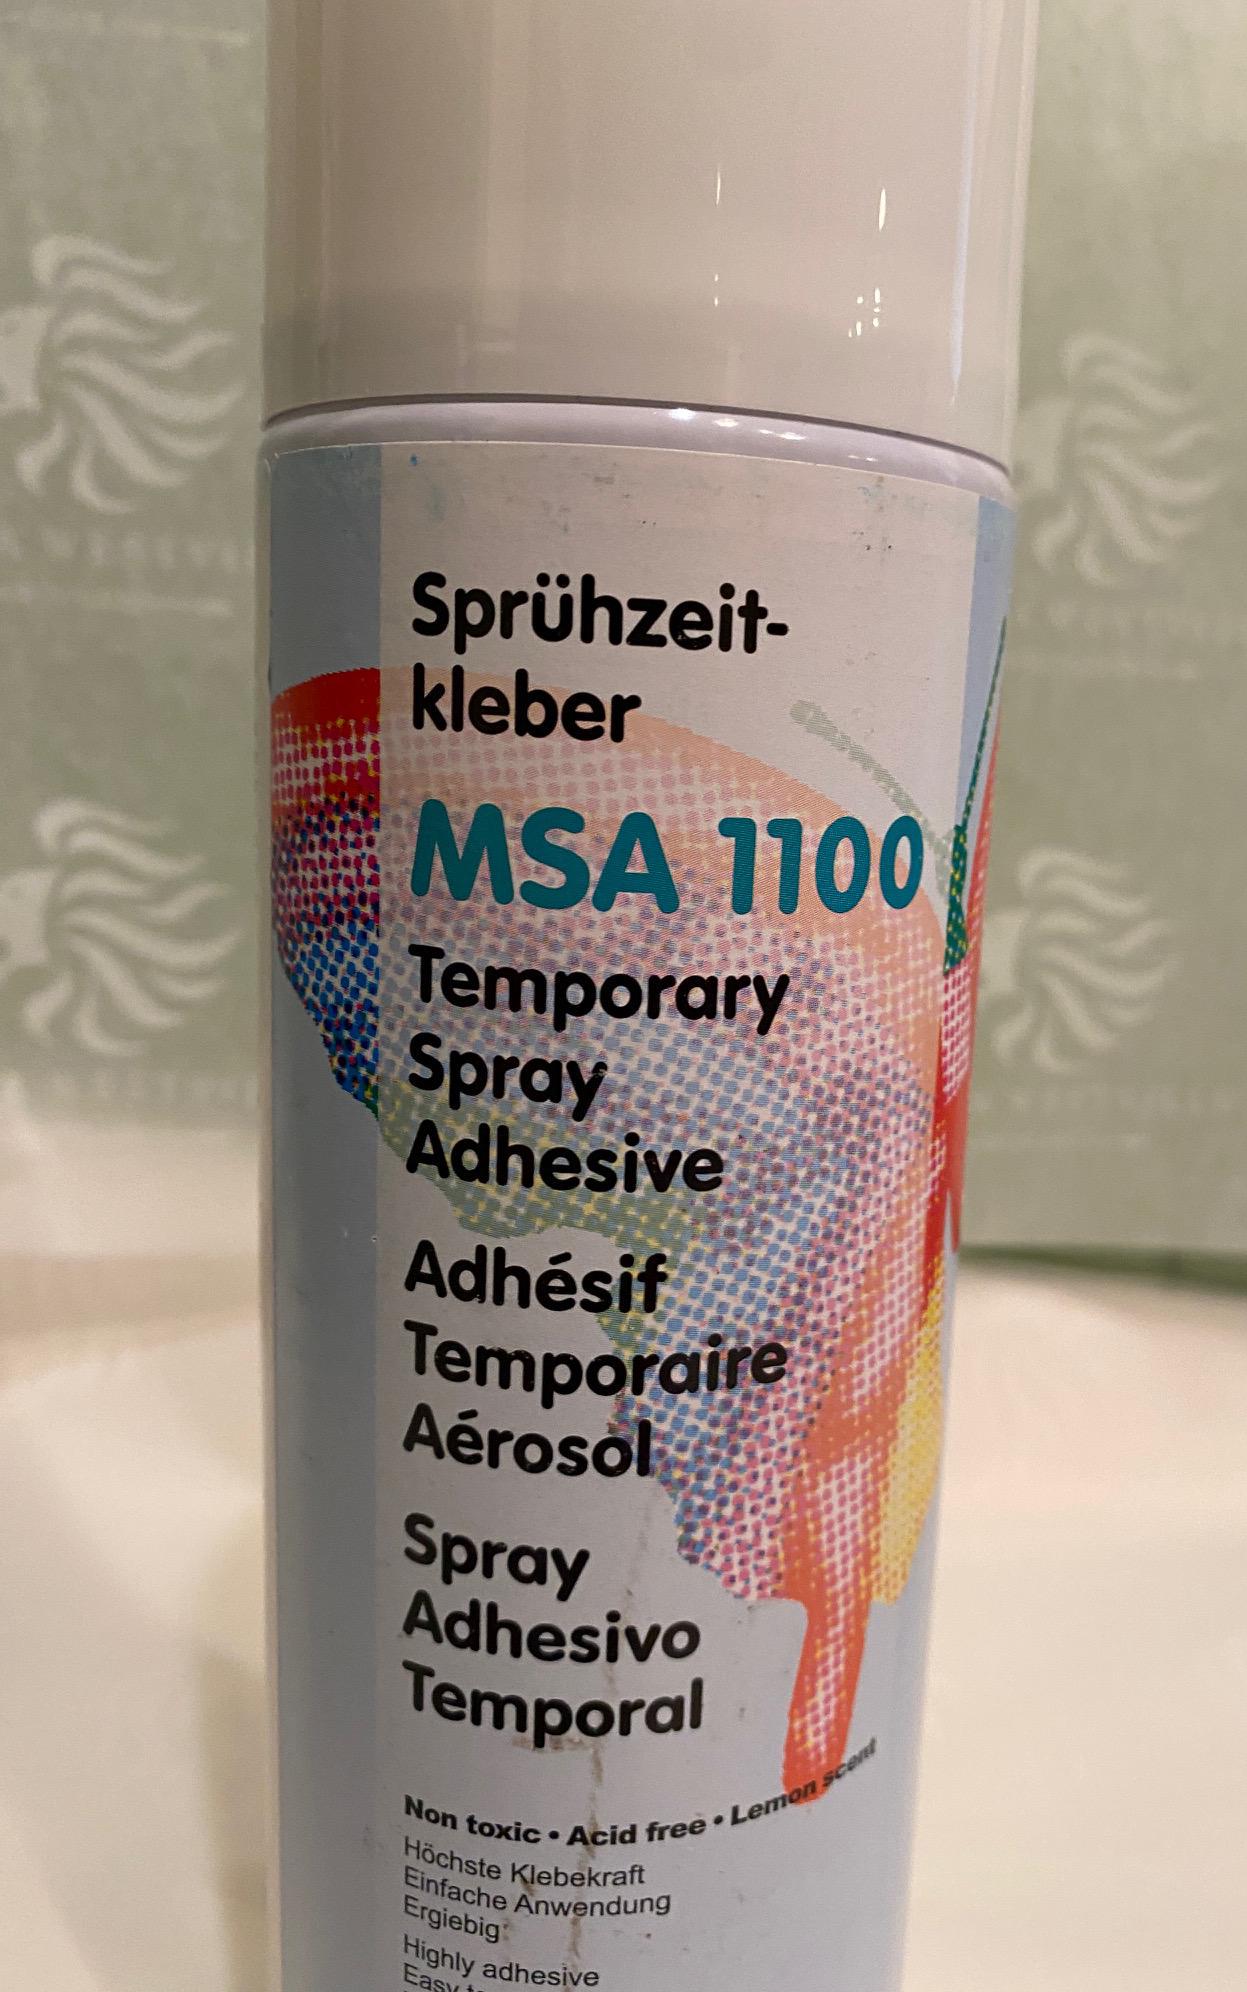 Sprühzeit-
kleber
MSA 1100
Temporary
Spray
Adhesive
Adhésif
Temporaire
Aérosol
Spray
Adhesivo
Temporal
Non toxic • Acid free • Lemon scent
Höchste Klebekraft
Einfache Anwendung
Ergiebig
Highly adhesive
Easy